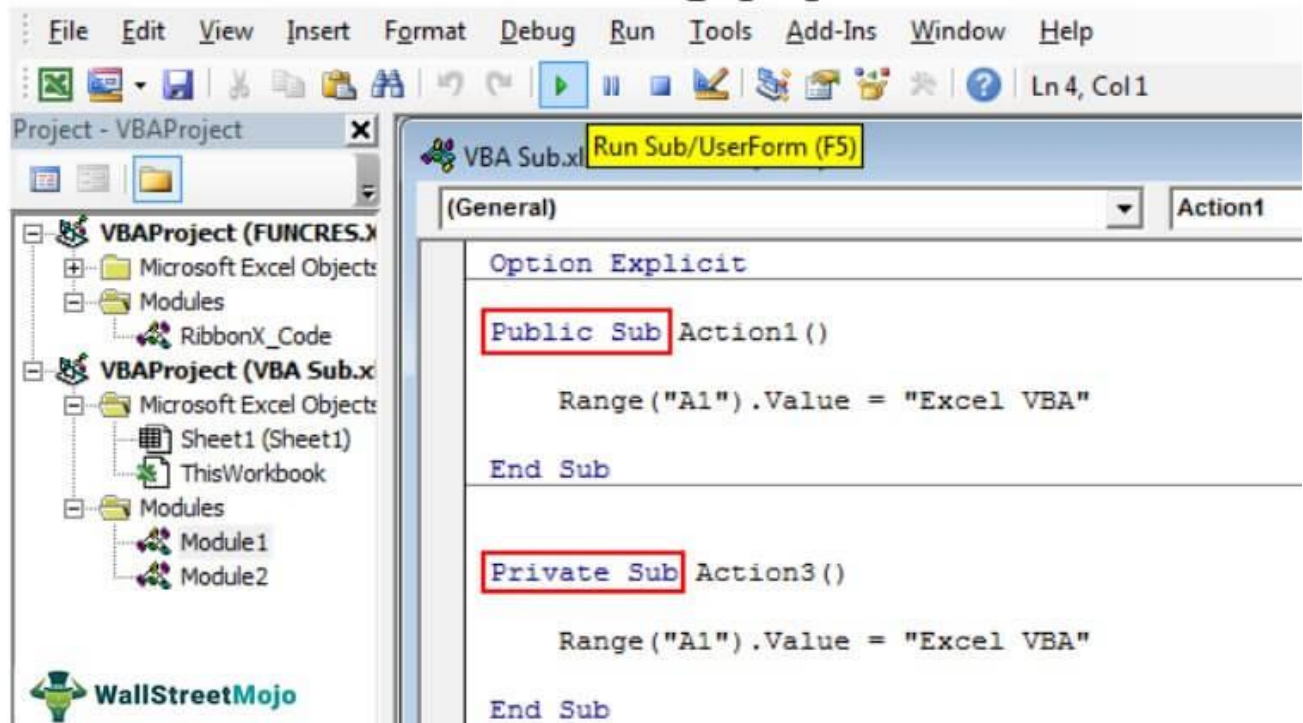 File Edit View Insert Format Debug Run Tools Add-Ins Window Help
Ln 4, Col 1
Project - VBAProject
Run Sub/UserForm (F5)
VBA Sub.xl
(General)
Action1
VBAProject (FUNCRES.X
Microsoft Excel Objects
Modules
RibbonX_Code
VBAProject (VBA Sub.x
Microsoft Excel Objects
Sheet1 (Sheet1)
ThisWorkbook
Modules
Module1
Module2
WallStreetMojo
Option Explicit
Public Sub Action1()
Range("A1").Value = "Excel VBA"
End Sub
Private Sub Action3()
Range("A1").Value = "Excel VBA"
End Sub